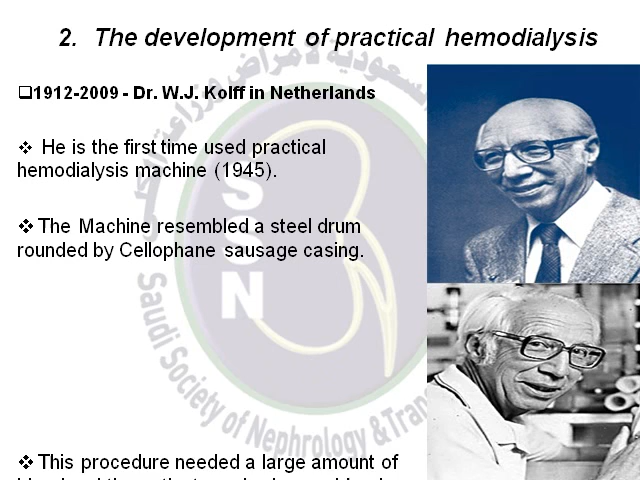 2. The development of practical hemodialysis
❑1912-2009 - Dr. W.J. Kolff in Netherlands
❖ He is the first time used practical
hemodialysis machine (1945).
❖ The Machine resembled a steel drum
rounded by Cellophane sausage casing.
❖ This procedure needed a large amount of
SSN
Saudi Society of Nephrology &